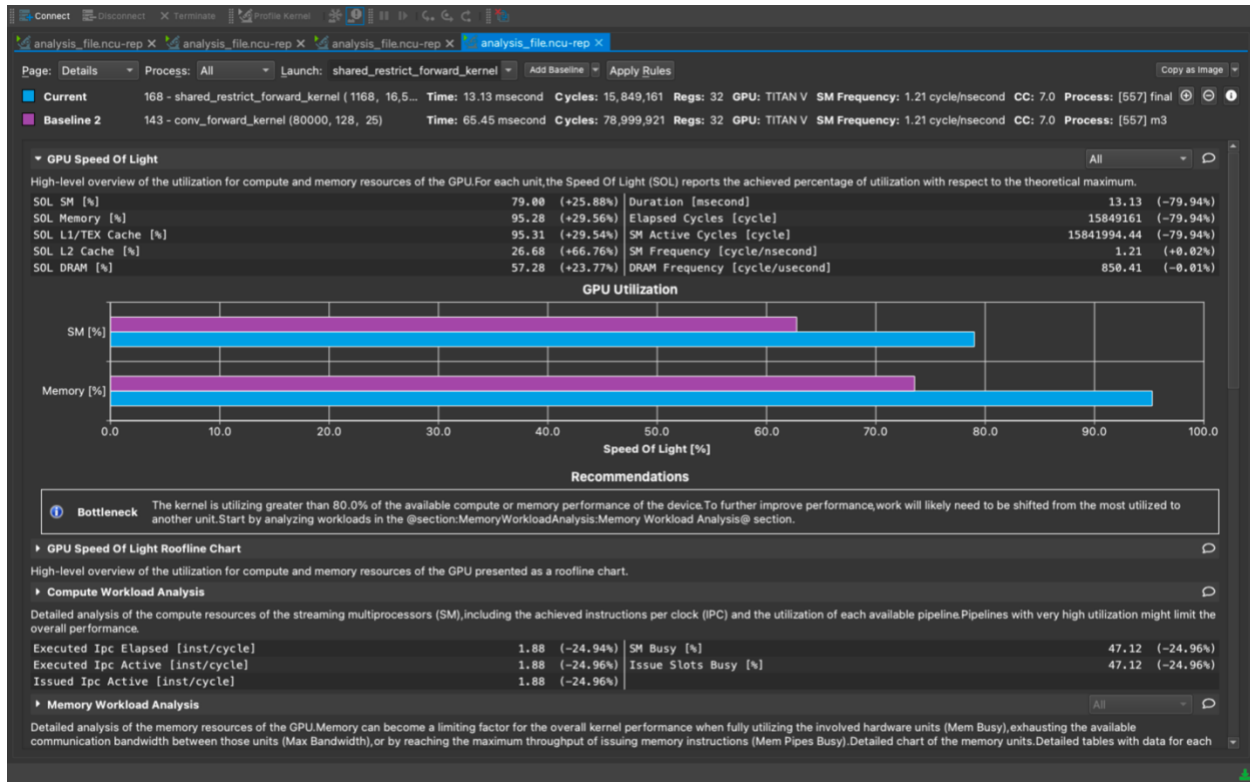 Connect Disconnect Terminate Profile Kernel
analysis_file.ncu-rep analysis_file.ncu-rep analysis_file.ncu-rep analysis_file.ncu-rep
Page: Details Process: All Launch: shared_restrict_forward_kernel Add Baseline Apply Rules Copy as Image
Current 168 - shared_restrict_forward_kernel ( 1168, 16,5... Time: 13.13 msecond Cycles: 15,849,161 Regs: 32 GPU: TITAN V SM Frequency: 1.21 cycle/nsecond CC: 7.0 Process: [557] final
Baseline 2 143 - conv_forward_kernel (80000, 128, 25) Time: 65.45 msecond Cycles: 78,999,921 Regs: 32 GPU: TITAN V SM Frequency: 1.21 cycle/nsecond CC: 7.0 Process: [557] m3
GPU Speed Of Light All
High-level overview of the utilization for compute and memory resources of the GPU.For each unit,the Speed Of Light (SOL) reports the achieved percentage of utilization with respect to the theoretical maximum.
SOL SM [%] 79.00 (+25.88%) Duration [msecond] 13.13 (-79.94%)
SOL Memory [%] 95.28 (+29.56%) Elapsed Cycles [cycle] 15849161 (-79.94%)
SOL L1/TEX Cache [%] 95.31 (+29.54%) SM Active Cycles [cycle] 15841994.44 (-79.94%)
SOL L2 Cache [%] 26.68 (+66.76%) SM Frequency [cycle/nsecond] 1.21 (+0.02%)
SOL DRAM [%] 57.28 (+23.77%) DRAM Frequency [cycle/usecond] 850.41 (-0.01%)
GPU Utilization
SM [%]
Memory [%]
0.0 10.0 20.0 30.0 40.0 50.0 60.0 70.0 80.0 90.0 100.0
Speed Of Light [%]
Recommendations
Bottleneck The kernel is utilizing greater than 80.0% of the available compute or memory performance of the device.To further improve performance,work will likely need to be shifted from the most utilized to
another unit.Start by analyzing workloads in the @section:MemoryWorkloadAnalysis:Memory Workload Analysis@ section.
GPU Speed Of Light Roofline Chart
High-level overview of the utilization for compute and memory resources of the GPU presented as a roofline chart.
Compute Workload Analysis
Detailed analysis of the compute resources of the streaming multiprocessors (SM),including the achieved instructions per clock (IPC) and the utilization of each available pipeline.Pipelines with very high utilization might limit the
overall performance.
Executed Ipc Elapsed [inst/cycle] 1.88 (-24.94%) SM Busy [%] 47.12 (-24.96%)
Executed Ipc Active [inst/cycle] 1.88 (-24.96%) Issue Slots Busy [%] 47.12 (-24.96%)
Issued Ipc Active [inst/cycle] 1.88 (-24.96%)
Memory Workload Analysis All
Detailed analysis of the memory resources of the GPU.Memory can become a limiting factor for the overall kernel performance when fully utilizing the involved hardware units (Mem Busy),exhausting the available
communication bandwidth between those units (Max Bandwidth),or by reaching the maximum throughput of issuing memory instructions (Mem Pipes Busy).Detailed chart of the memory units.Detailed tables with data for each